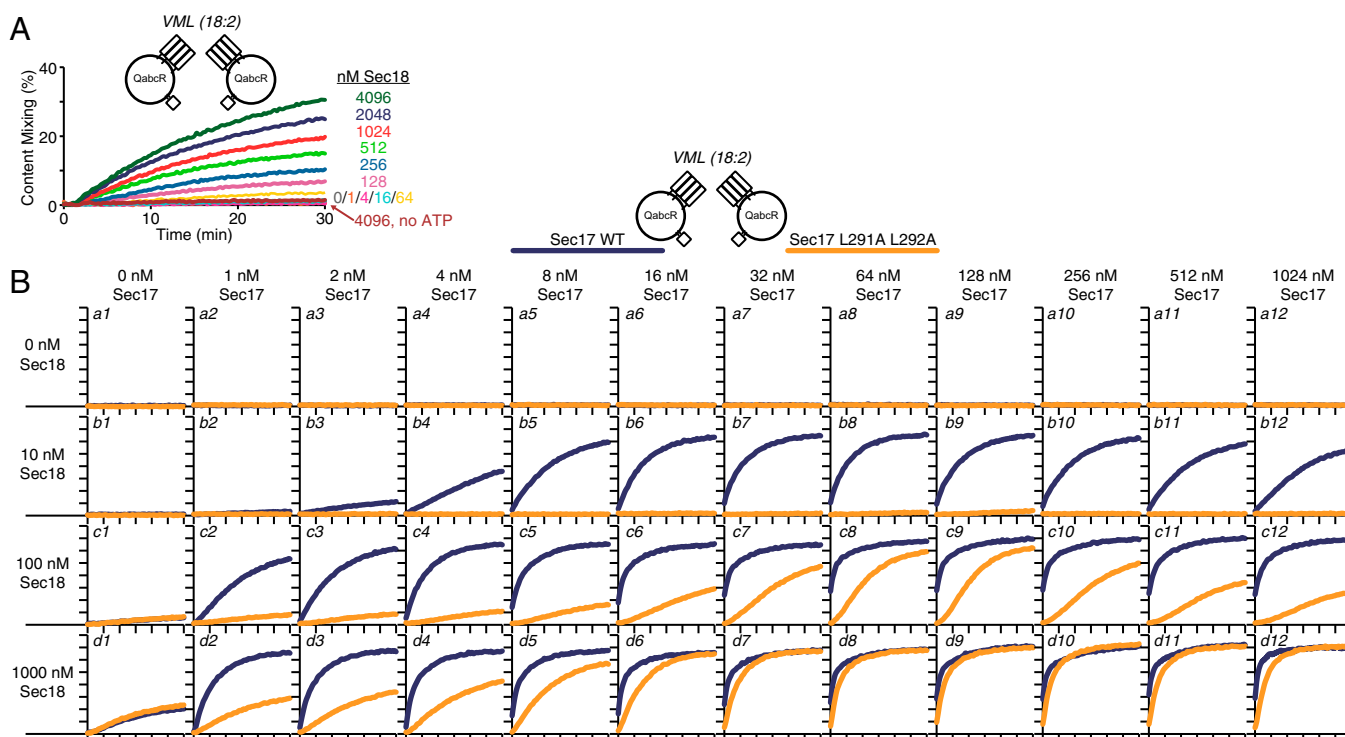 A
VML (18:2)
QabcR QabcR
Content Mixing (%)
40
20
0
0 10 20 30
Time (min)
nM Sec18
4096
2048
1024
512
256
128
0/1/4/16/64
4096, no ATP
VML (18:2)
QabcR QabcR
Sec17 WT Sec17 L291A L292A
B
0 nM 1 nM 2 nM 4 nM 8 nM 16 nM 32 nM 64 nM 128 nM 256 nM 512 nM 1024 nM
Sec17 Sec17 Sec17 Sec17 Sec17 Sec17 Sec17 Sec17 Sec17 Sec17 Sec17 Sec17
a1 a2 a3 a4 a5 a6 a7 a8 a9 a10 a11 a12
0 nM
Sec18
b1 b2 b3 b4 b5 b6 b7 b8 b9 b10 b11 b12
10 nM
Sec18
c1 c2 c3 c4 c5 c6 c7 c8 c9 c10 c11 c12
100 nM
Sec18
d1 d2 d3 d4 d5 d6 d7 d8 d9 d10 d11 d12
1000 nM
Sec18